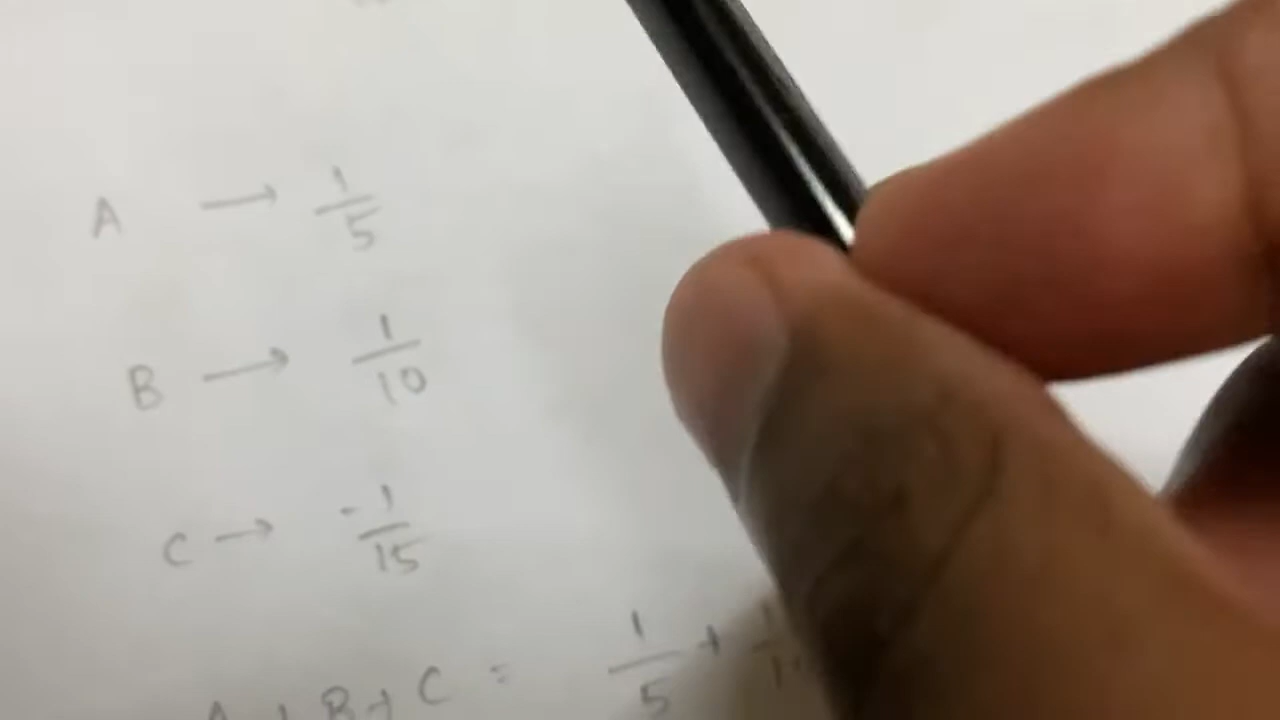 A → 1/5
B → 1/10
C → -1/15
A + B + C = 1/5 +